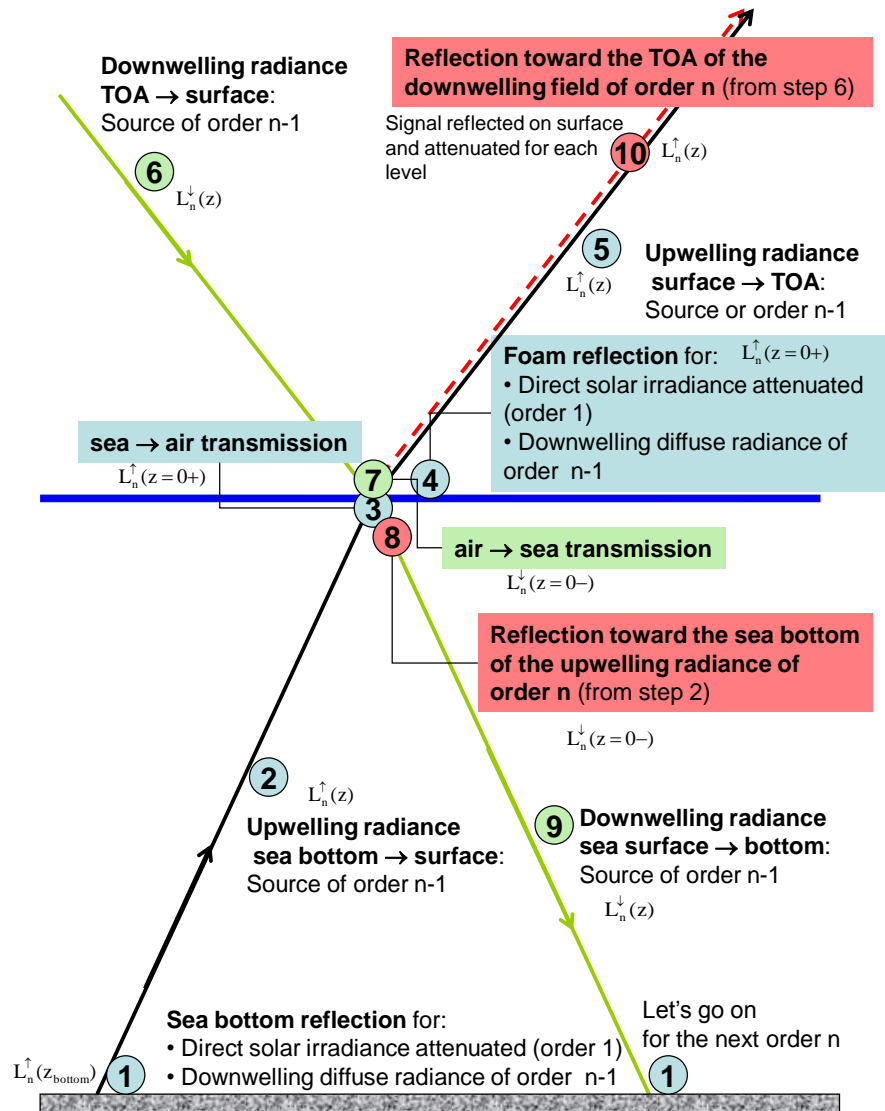 Downwelling radiance
TOA → surface:
Source of order n-1
6
L↓n(z)
Reflection toward the TOA of the
downwelling field of order n (from step 6)
Signal reflected on surface
and attenuated for each
level
10
L↑n(z)
5
L↑n(z)
Upwelling radiance
surface → TOA:
Source or order n-1
Foam reflection for: L↑n(z=0+)
• Direct solar irradiance attenuated
(order 1)
• Downwelling diffuse radiance of
order n-1
sea → air transmission
L↑n(z=0+)
7
4
3
8
air → sea transmission
L↓n(z=0−)
Reflection toward the sea bottom
of the upwelling radiance of
order n (from step 2)
L↓n(z=0−)
2
L↑n(z)
Upwelling radiance
sea bottom → surface:
Source of order n-1
9
Downwelling radiance
sea surface → bottom:
Source of order n-1
L↓n(z)
Sea bottom reflection for:
• Direct solar irradiance attenuated (order 1)
• Downwelling diffuse radiance of order n-1
L↑n(zbottom)
1
Let's go on
for the next order n
1